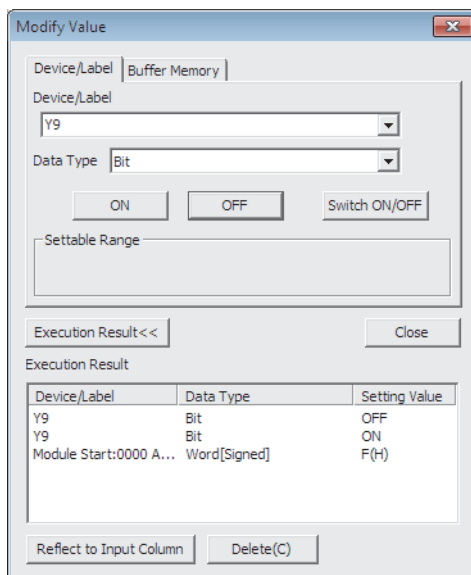 Modify Value
Device/Label Buffer Memory
Device/Label
Y9
Data Type Bit
ON OFF Switch ON/OFF
Settable Range
Execution Result<< Close
Execution Result
Device/Label Data Type Setting Value
Y9 Bit OFF
Y9 Bit ON
Module Start:0000 A... Word[Signed] F(H)
Reflect to Input Column Delete(C)